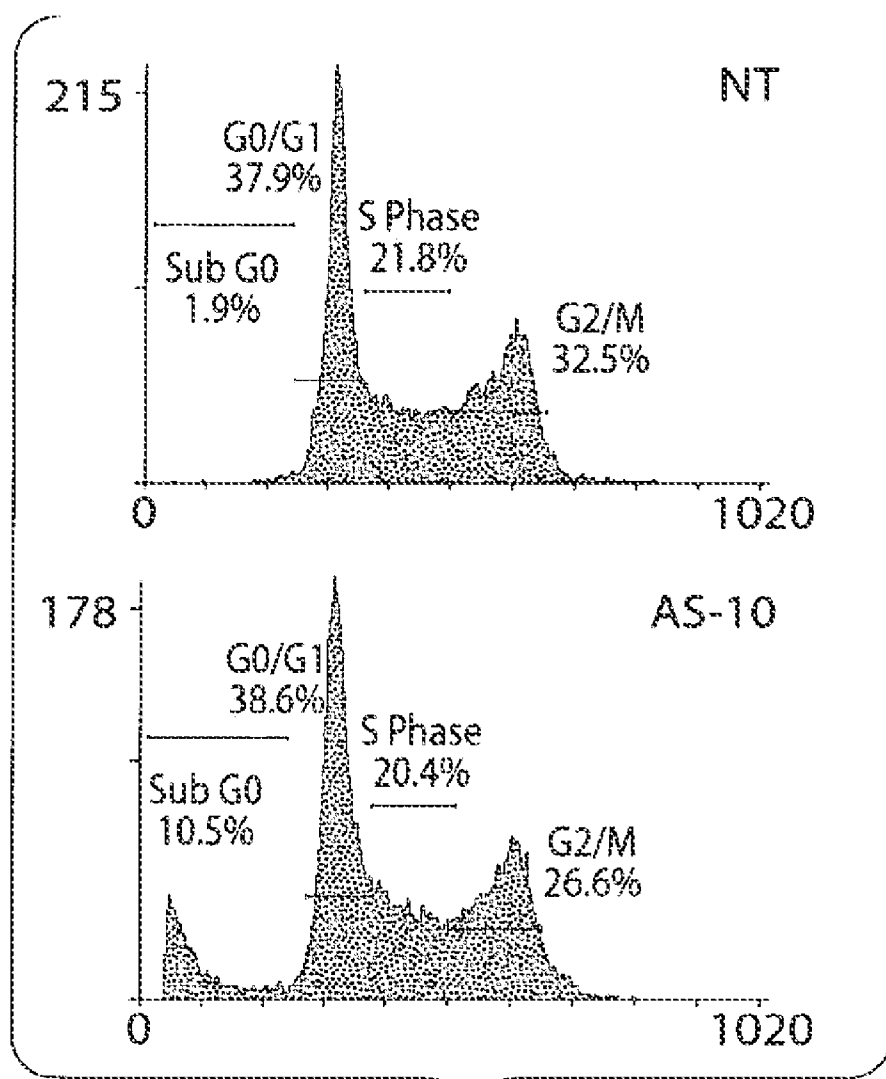 NT
215
G0/G1
37.9%
S Phase
21.8%
Sub G0
1.9%
G2/M
32.5%
0
1020
AS-10
178
G0/G1
38.6%
S Phase
20.4%
Sub G0
10.5%
G2/M
26.6%
0
1020